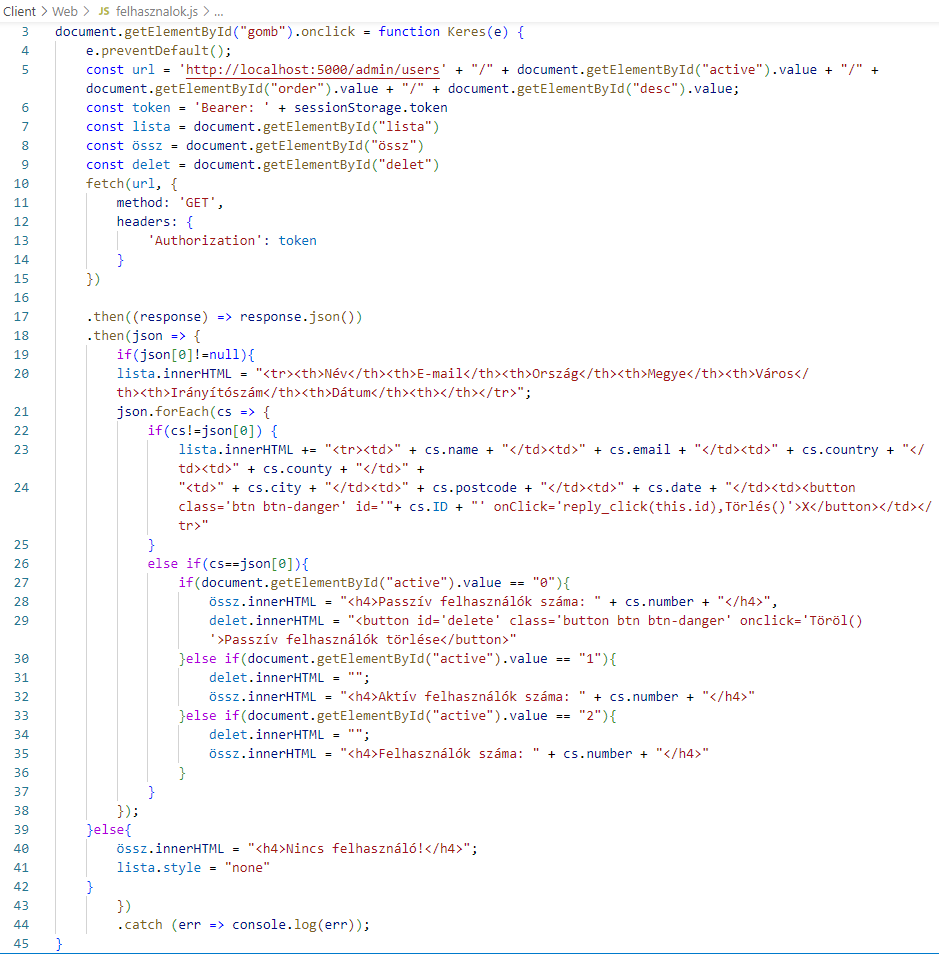 Client > Web > JS felhasznalok.js > ...
3 document.getElementById("gomb").onclick = function Keres(e) {
4 e.preventDefault();
5 const url = 'http://localhost:5000/admin/users' + "/" + document.getElementById("active").value + "/" +
document.getElementById("order").value + "/" + document.getElementById("desc").value;
6 const token = 'Bearer: ' + sessionStorage.token
7 const lista = document.getElementById("lista")
8 const össz = document.getElementById("össz")
9 const delet = document.getElementById("delet")
10 fetch(url, {
11 method: 'GET',
12 headers: {
13 'Authorization': token
14 }
15 })
16
17 .then((response) => response.json())
18 .then(json => {
19 if(json[0]!=null){
20 lista.innerHTML = "<tr><th>Név</th><th>E-mail</th><th>Ország</th><th>Megye</th><th>Város</
th><th>Irányítószám</th><th>Dátum</th><th></th></tr>";
21 json.forEach(cs => {
22 if(cs!=json[0]) {
23 lista.innerHTML += "<tr><td>" + cs.name + "</td><td>" + cs.email + "</td><td>" + cs.country + "</
td><td>" + cs.county + "</td>" +
24 "<td>" + cs.city + "</td><td>" + cs.postcode + "</td><td>" + cs.date + "</td><td><button
class='btn btn-danger' id='"+ cs.ID + "' onClick='reply_click(this.id),Törlés()'>X</button></td></
tr>"
25 }
26 else if(cs==json[0]){
27 if(document.getElementById("active").value == "0"){
28 össz.innerHTML = "<h4>Passzív felhasználók száma: " + cs.number + "</h4>",
29 delet.innerHTML = "<button id='delete' class='button btn btn-danger' onclick='Töröl()
'>Passzív felhasználók törlése</button>"
30 }else if(document.getElementById("active").value == "1"){
31 delet.innerHTML = "";
32 össz.innerHTML = "<h4>Aktív felhasználók száma: " + cs.number + "</h4>"
33 }else if(document.getElementById("active").value == "2"){
34 delet.innerHTML = "";
35 össz.innerHTML = "<h4>Felhasználók száma: " + cs.number + "</h4>"
36 }
37 }
38 });
39 }else{
40 össz.innerHTML = "<h4>Nincs felhasználó!</h4>";
41 lista.style = "none"
42 }
43 })
44 .catch (err => console.log(err));
45 }